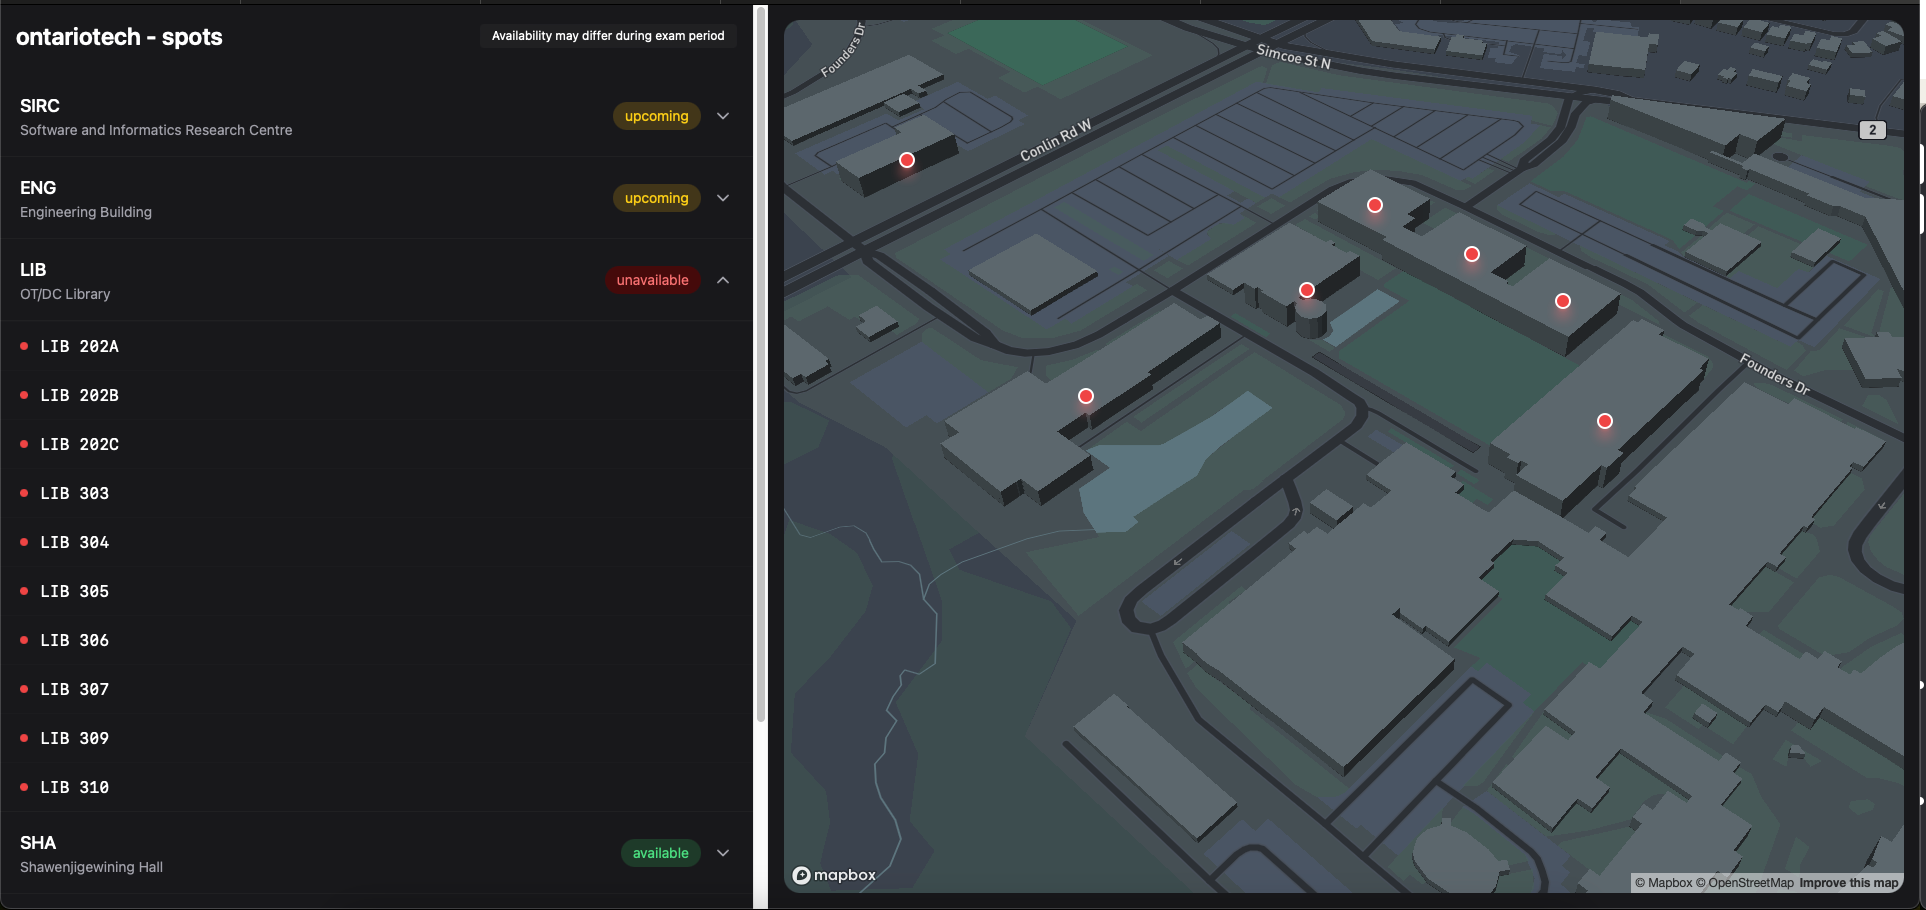 ontariotech - spots
Availability may differ during exam period
SIRC
Software and Informatics Research Centre
upcoming
ENG
Engineering Building
upcoming
LIB
OT/DC Library
unavailable
LIB 202A
LIB 202B
LIB 202C
LIB 303
LIB 304
LIB 305
LIB 306
LIB 307
LIB 309
LIB 310
SHA
Shawenjigewining Hall
available
Founders Dr
Simcoe St N
Conlin Rd W
2
Founders Dr
mapbox
© Mapbox © OpenStreetMap Improve this map